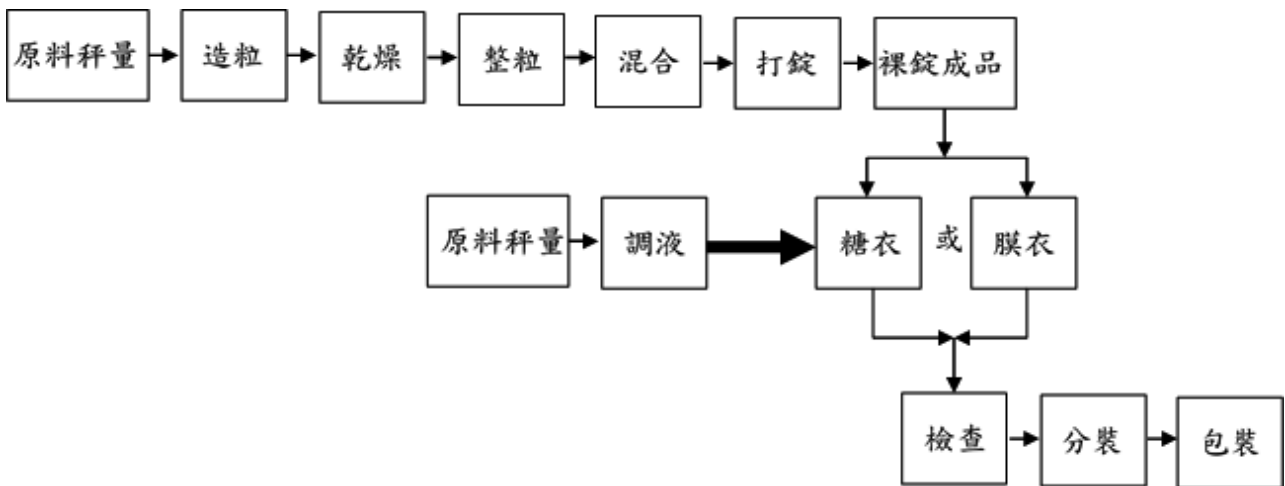 原料秤量
造粒
乾燥
整粒
混合
打錠
裸錠成品
原料秤量
調液
糖衣
或
膜衣
檢查
分裝
包裝